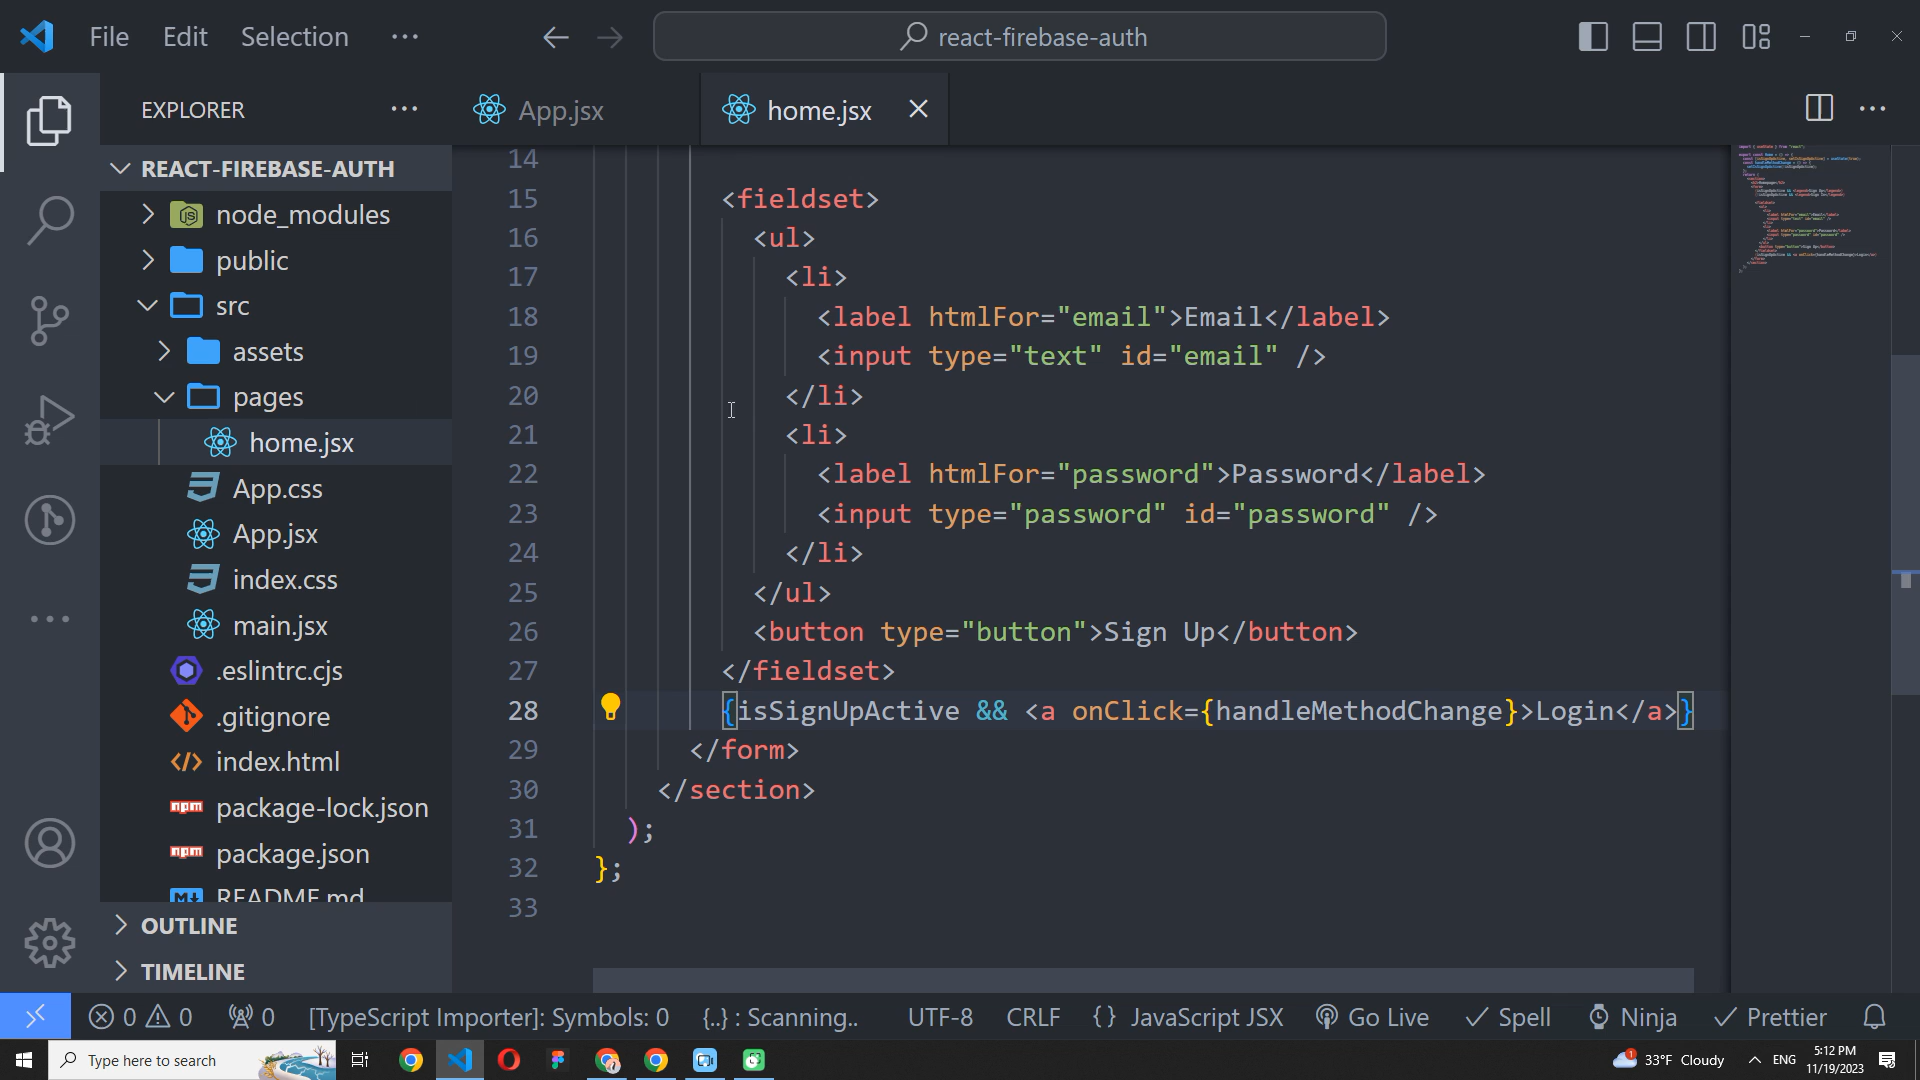 File Edit Selection ··· react-firebase-auth
EXPLORER ···
App.jsx
home.jsx
REACT-FIREBASE-AUTH
node_modules
public
src
assets
pages
home.jsx
App.css
App.jsx
index.css
main.jsx
.eslintrc.cjs
.gitignore
index.html
package-lock.json
package.json
README.md
OUTLINE
TIMELINE
14
15 <fieldset>
16 <ul>
17 <li>
18 <label htmlFor="email">Email</label>
19 <input type="text" id="email" />
20 </li>
21 <li>
22 <label htmlFor="password">Password</label>
23 <input type="password" id="password" />
24 </li>
25 </ul>
26 <button type="button">Sign Up</button>
27 </fieldset>
28 {isSignUpActive && <a onClick={handleMethodChange}>Login</a>}
29 </form>
30 </section>
31 );
32 };
33
0 0 0 [TypeScript Importer]: Symbols: 0 {..} : Scanning.. UTF-8 CRLF {} JavaScript JSX Go Live Spell Ninja Prettier
Type here to search
1 33°F Cloudy ENG 5:12 PM
11/19/2023